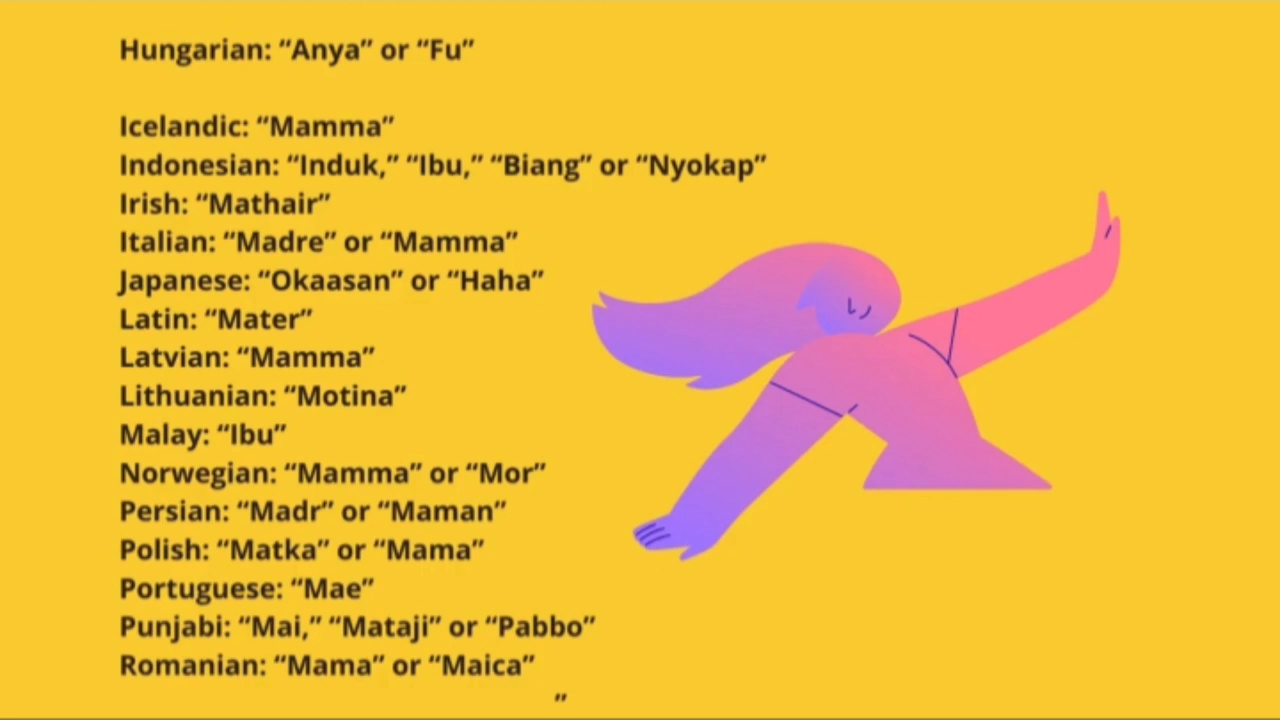 Hungarian: “Anya” or “Fu”
Icelandic: “Mamma”
Indonesian: “Induk,” “Ibu,” “Biang” or “Nyokap”
Irish: “Mathair”
Italian: “Madre” or “Mamma”
Japanese: “Okaasan” or “Haha”
Latin: “Mater”
Latvian: “Mamma”
Lithuanian: “Motina”
Malay: “Ibu”
Norwegian: “Mamma” or “Mor”
Persian: “Madr” or “Maman”
Polish: “Matka” or “Mama”
Portuguese: “Mae”
Punjabi: “Mai,” “Mataji” or “Pabbo”
Romanian: “Mama” or “Maica”
”